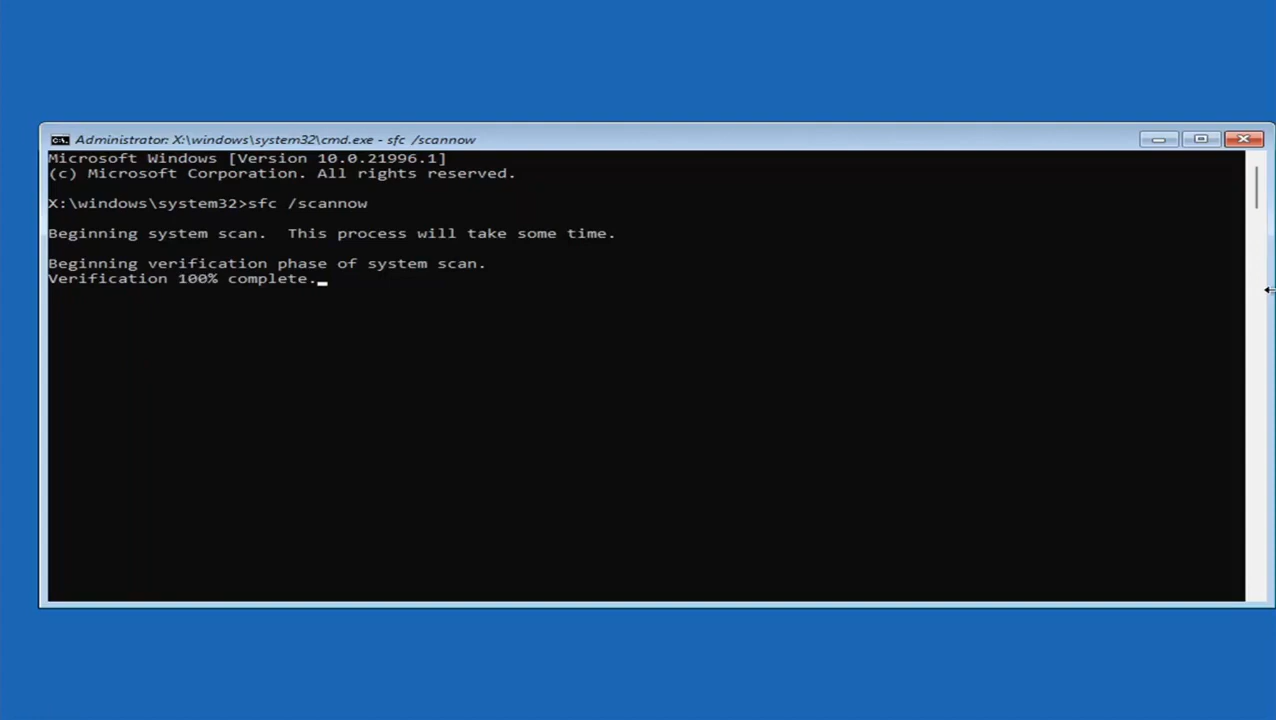 Administrator: X:\windows\system32\cmd.exe - sfc /scannow
Microsoft Windows [Version 10.0.21996.1]
(c) Microsoft Corporation. All rights reserved.
X:\windows\system32>sfc /scannow
Beginning system scan.  This process will take some time.
Beginning verification phase of system scan.
Verification 100% complete.